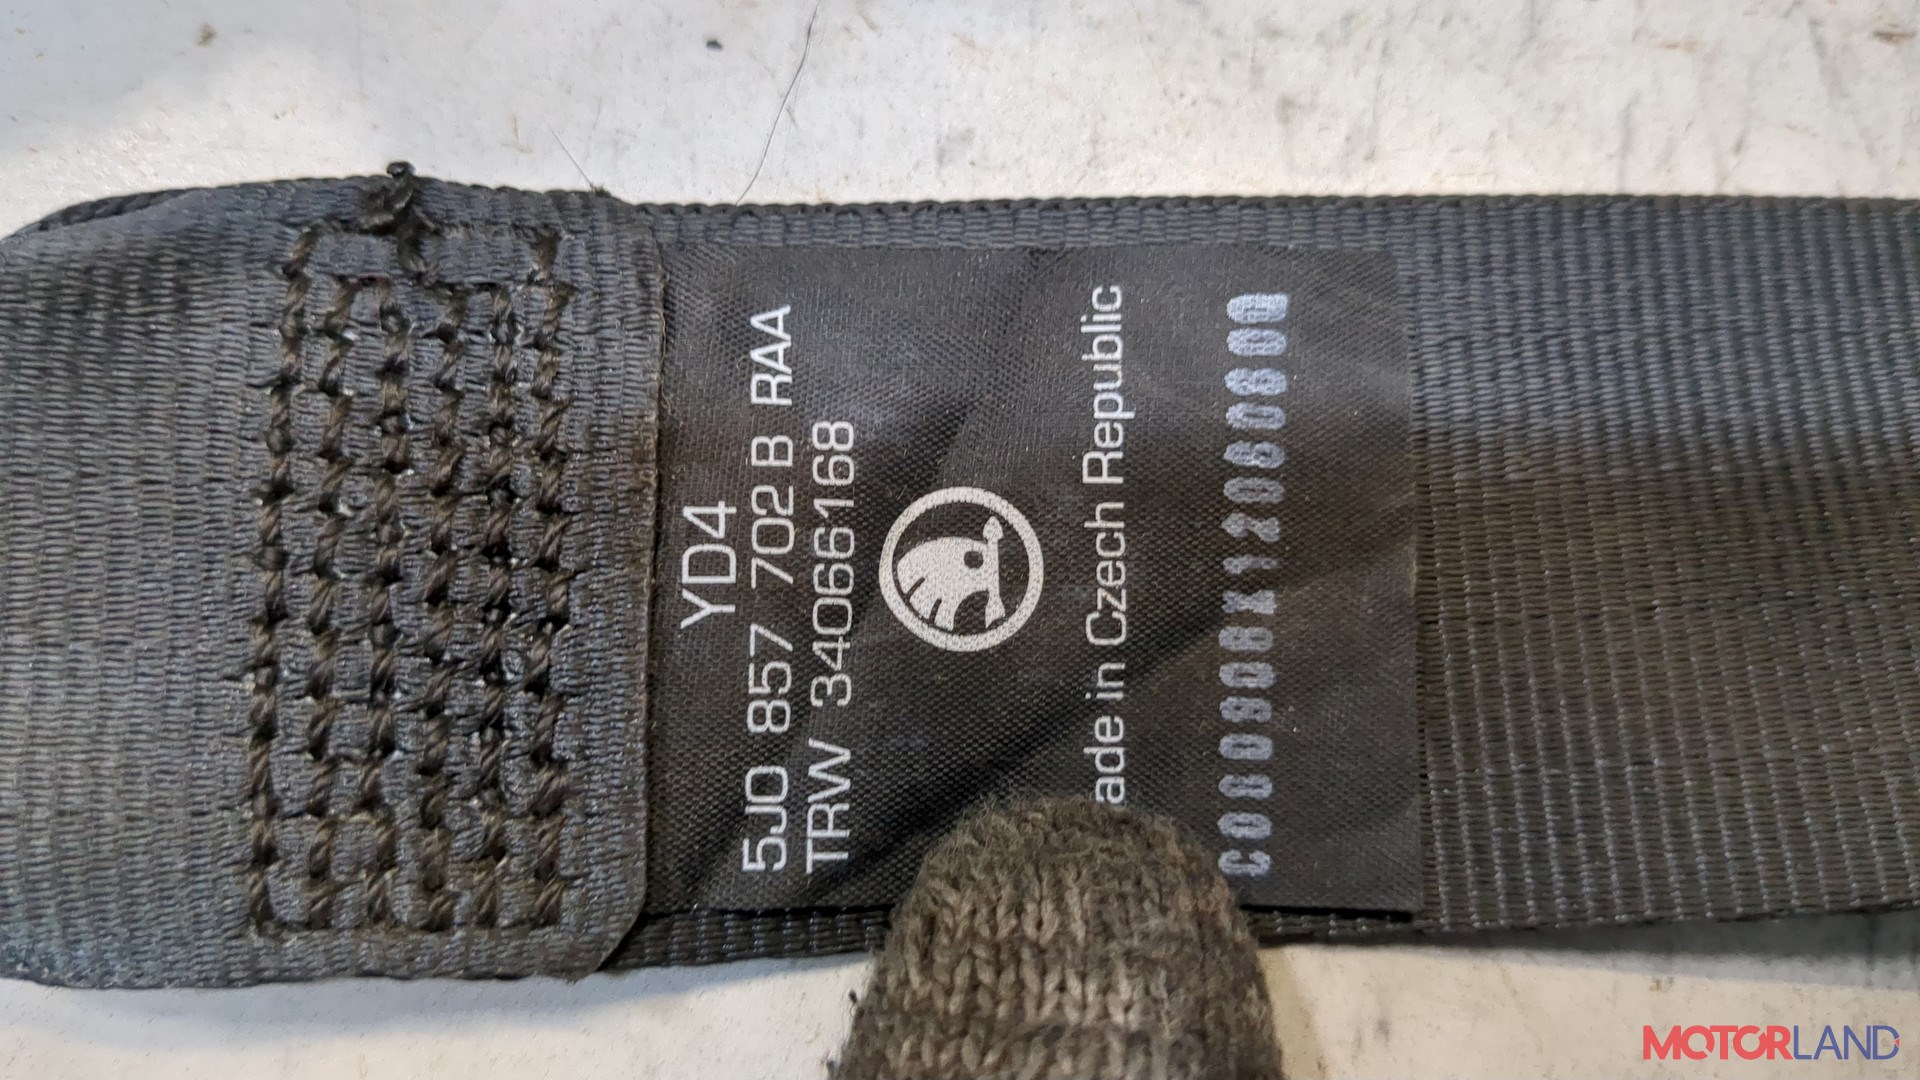 YD4
5J0 857 702 B RAA
TRW 34066168
ade in Czech Republic
MOTORLAND